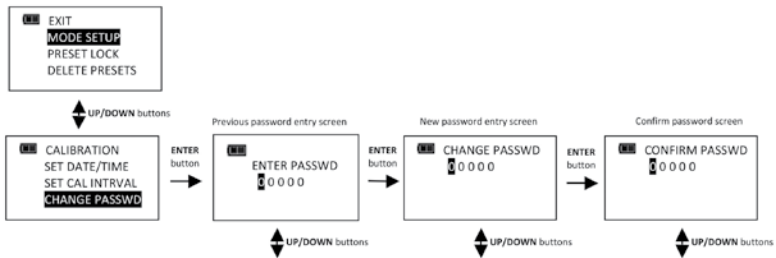 EXIT
MODE SETUP
PRESET LOCK
DELETE PRESETS
UP/DOWN buttons
Previous password entry screen
New password entry screen
Confirm password screen
CALIBRATION
SET DATE/TIME
SET CAL INTRVAL
CHANGE PASSWD
ENTER
button
ENTER PASSWD
00000
ENTER
button
CHANGE PASSWD
00000
ENTER
button
CONFIRM PASSWD
00000
UP/DOWN buttons
UP/DOWN buttons
UP/DOWN buttons